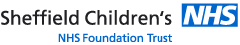 Sheffield Children's NHS
NHS Foundation Trust